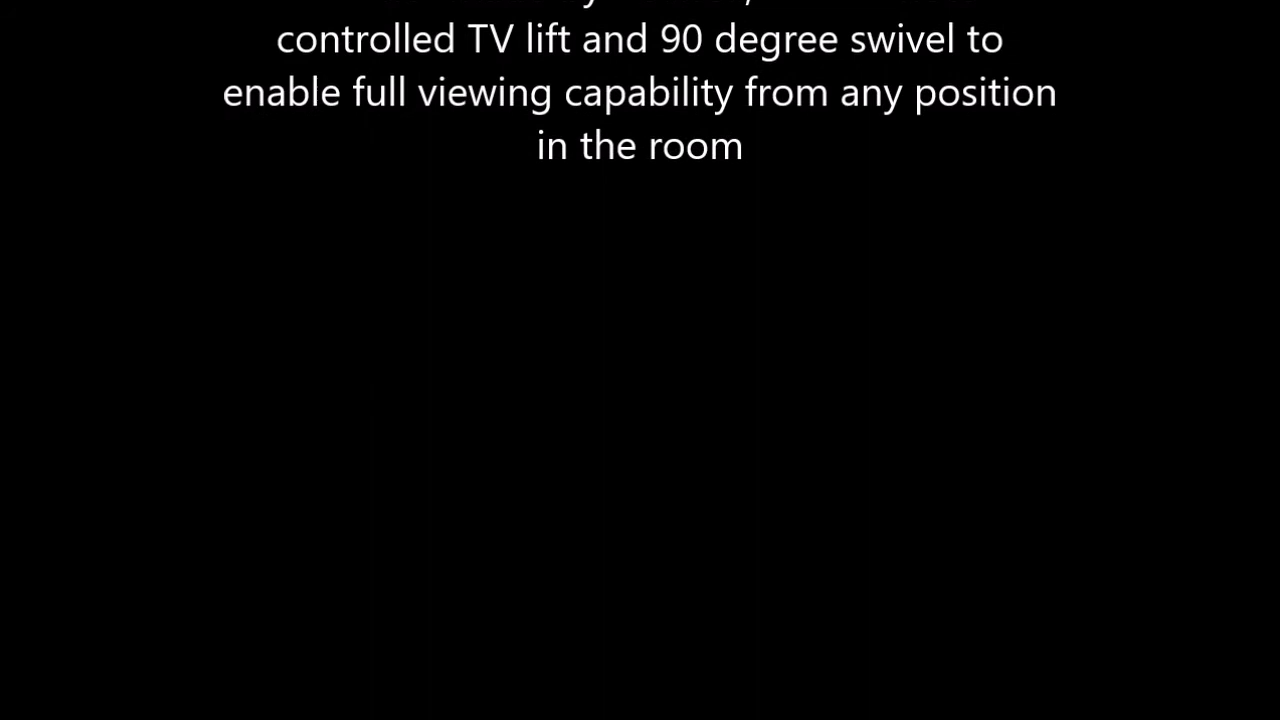 controlled TV lift and 90 degree swivel to
enable full viewing capability from any position
in the room